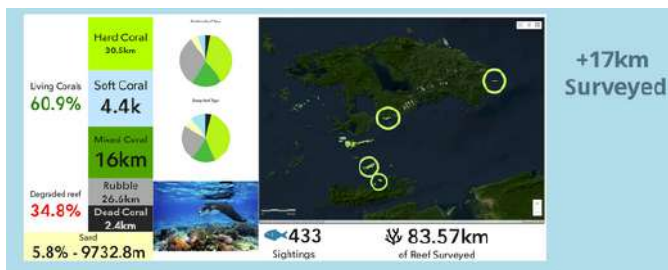 Hard Coral
30.5km
Living Corals
60.9%
Soft Coral
4.4k
Mixed Coral
16km
Degraded reef
34.8%
Rubble
26.6km
Dead Coral
2.4km
Sand
5.8% - 9732.8m
433
Sightings
83.57km
of Reef Surveyed
+17km
Surveyed